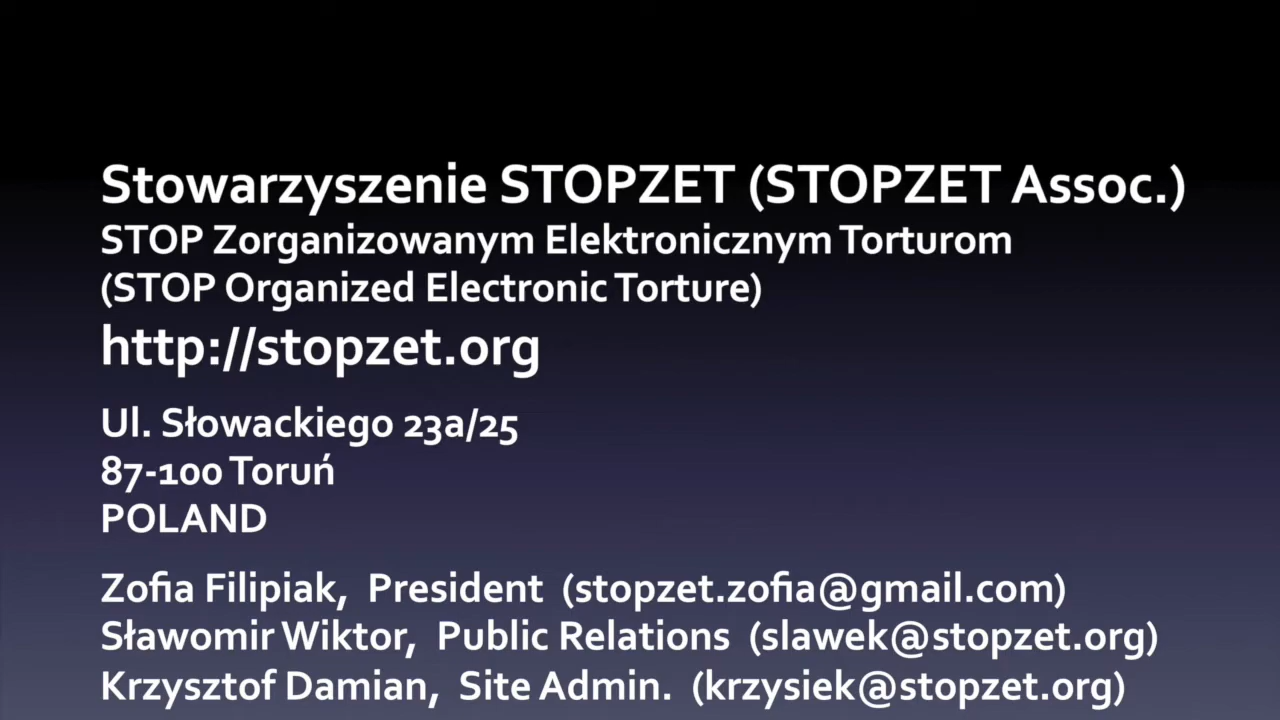 Stowarzyszenie STOPZET (STOPZET Assoc.)
STOP Zorganizowanym Elektronicznym Torturom
(STOP Organized Electronic Torture)
http://stopzet.org
Ul. Słowackiego 23a/25
87-100 Toruń
POLAND
Zofia Filipiak, President (stopzet.zofia@gmail.com)
Sławomir Wiktor, Public Relations (slawek@stopzet.org)
Krzysztof Damian, Site Admin. (krzysiek@stopzet.org)